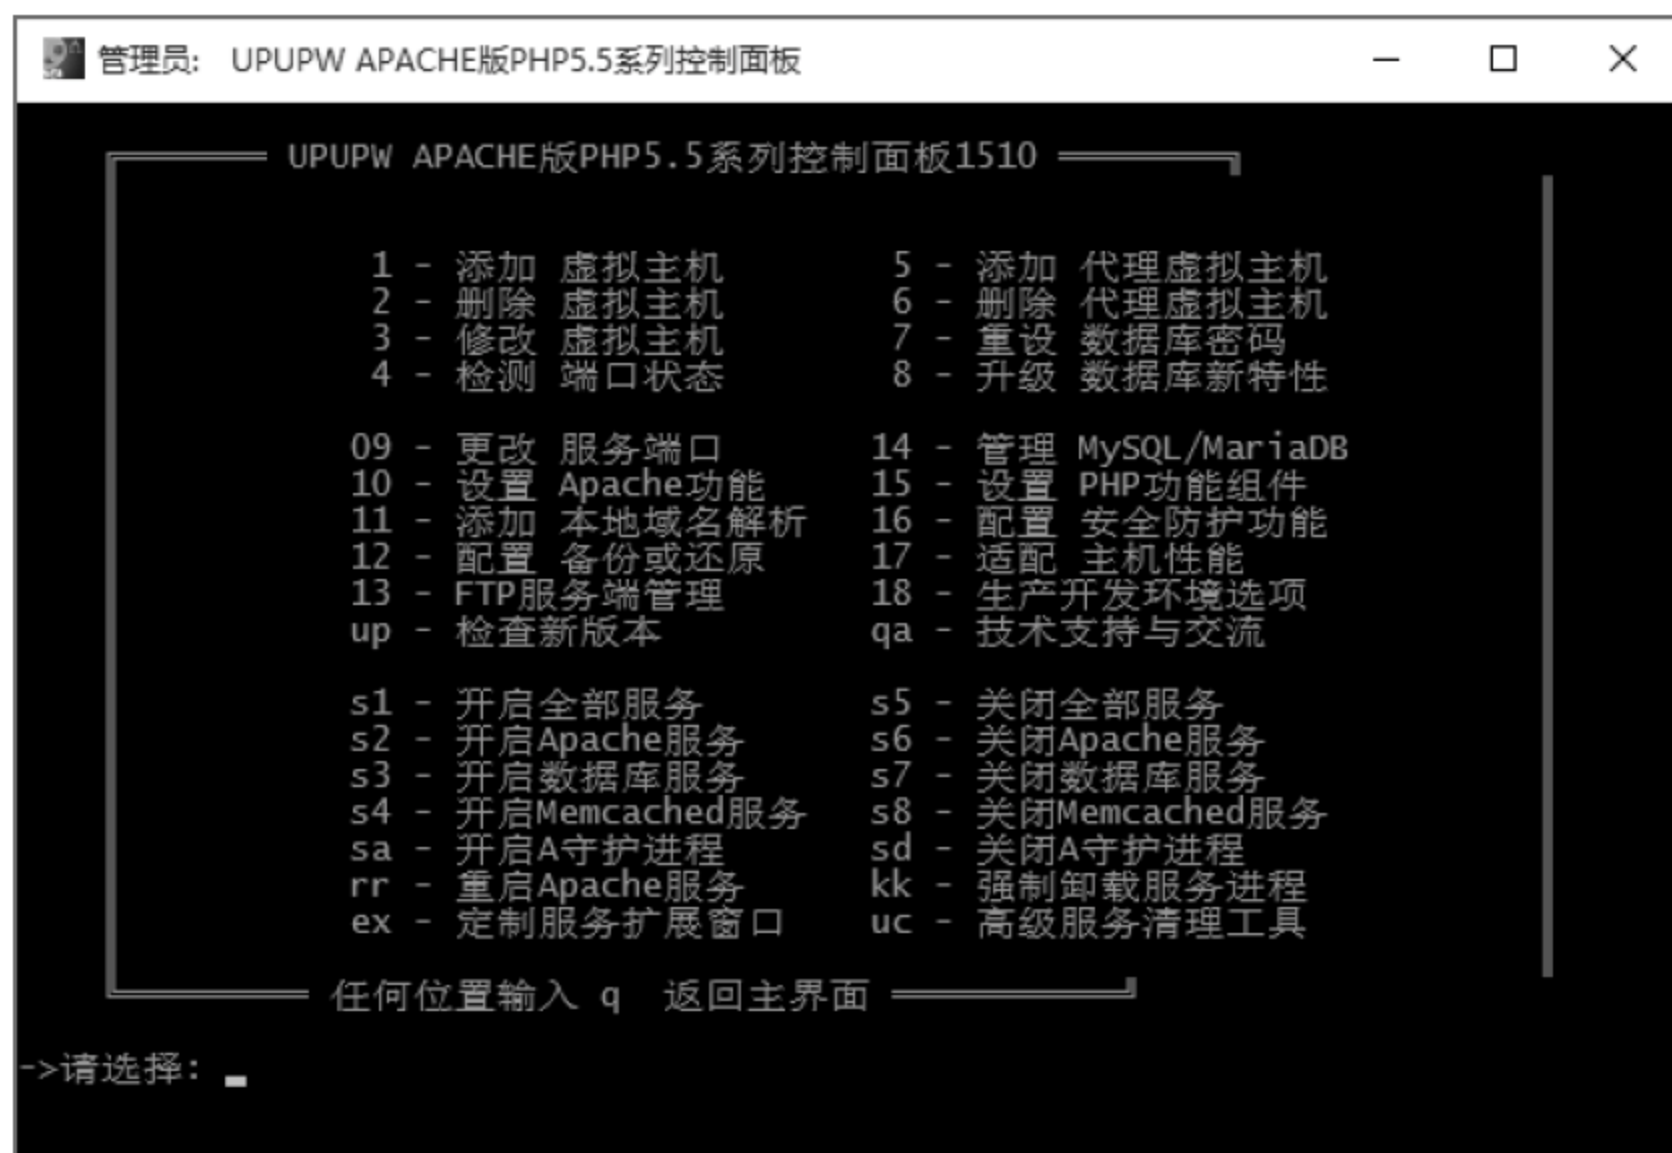 管理员: UPUPW APACHE版PHP5.5系列控制面板
UPUPW APACHE版PHP5.5系列控制面板1510
1 - 添加 虚拟主机 5 - 添加 代理虚拟主机
2 - 删除 虚拟主机 6 - 删除 代理虚拟主机
3 - 修改 虚拟主机 7 - 重设 数据库密码
4 - 检测 端口状态 8 - 升级 数据库新特性
09 - 更改 服务端口 14 - 管理 MySQL/MariaDB
10 - 设置 Apache功能 15 - 设置 PHP功能组件
11 - 添加 本地域名解析 16 - 配置 安全防护功能
12 - 配置 备份或还原 17 - 适配 主机性能
13 - FTP服务端管理 18 - 生产开发环境选项
up - 检查新版本 qa - 技术支持与交流
s1 - 开启全部服务 s5 - 关闭全部服务
s2 - 开启Apache服务 s6 - 关闭Apache服务
s3 - 开启数据库服务 s7 - 关闭数据库服务
s4 - 开启Memcached服务 s8 - 关闭Memcached服务
sa - 开启A守护进程 sd - 关闭A守护进程
rr - 重启Apache服务 kk - 强制卸载服务进程
ex - 定制服务扩展窗口 uc - 高级服务清理工具
任何位置输入 q 返回主界面
->请选择: